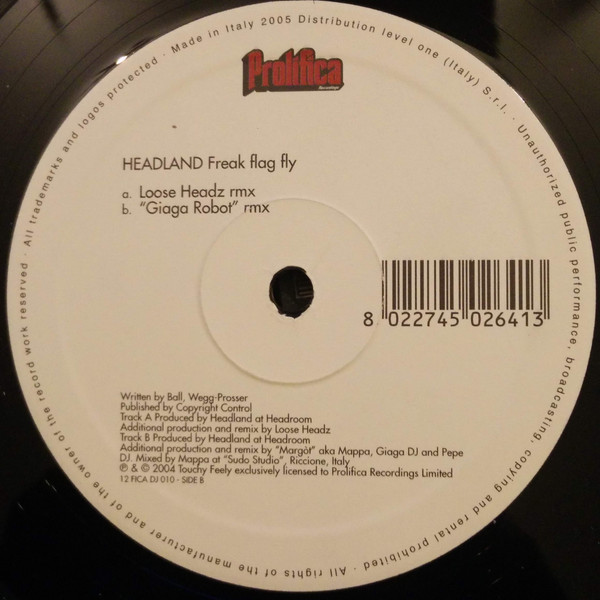 Prolifica
Recordings
HEADLAND Freak flag fly
a. Loose Headz rmx
b. “Giaga Robot” rmx
8 022745 026413
Written by Ball, Wegg-Prosser
Published by Copyright Control
Track A Produced by Headland at Headroom
Additional production and remix by Loose Headz
Track B Produced by Headland at Headroom
Additional production and remix by “Margòt” aka Mappa, Giaga DJ and Pepe
DJ. Mixed by Mappa at “Sudo Studio”, Riccione, Italy
℗ & © 2004 Touchy Feely exclusively licensed to Prolifica Recordings Limited
12 FICA DJ 010 - SIDE B
· Made in Italy 2005 Distribution level one (Italy) S.r.l. · Unauthorized public performance, broadcasting, copying and rental prohibited · All rights of the manufacturer and of the owner of the record work reserved · All trademarks and logos protected